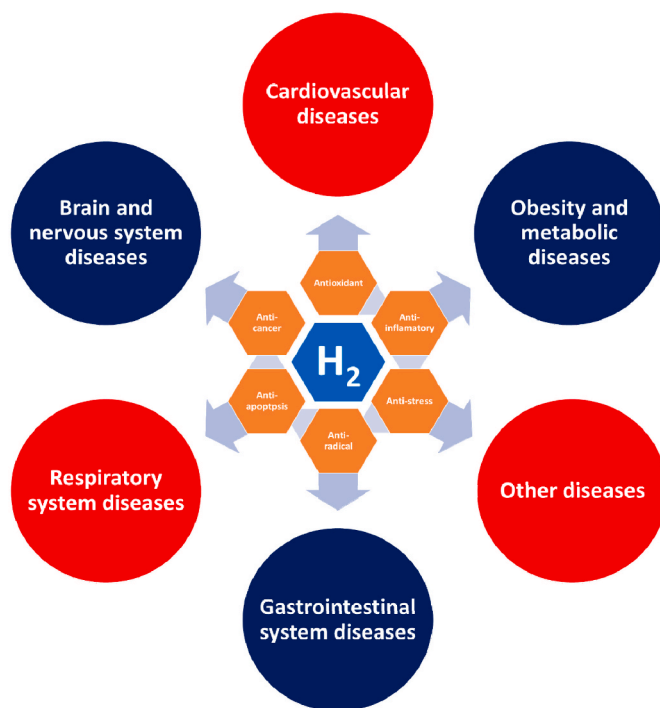 Cardiovascular
diseases
Brain and
nervous system
diseases
Obesity and
metabolic
diseases
Antioxidant
Anti-
cancer
Anti-
inflamatory
H₂
Anti-
apoptpsis
Anti-stress
Anti-
radical
Respiratory
system diseases
Other diseases
Gastrointestinal
system diseases